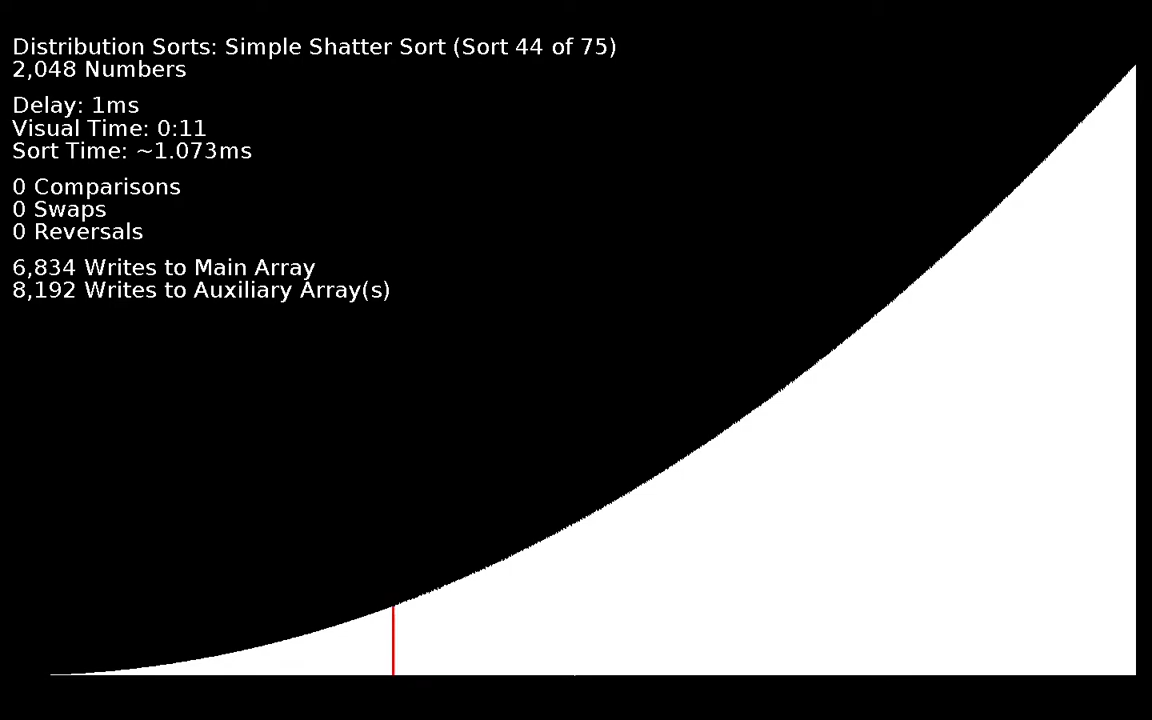 Distribution Sorts: Simple Shatter Sort (Sort 44 of 75)
2,048 Numbers
Delay: 1ms
Visual Time: 0:11
Sort Time: ~1.073ms
0 Comparisons
0 Swaps
0 Reversals
6,834 Writes to Main Array
8,192 Writes to Auxiliary Array(s)